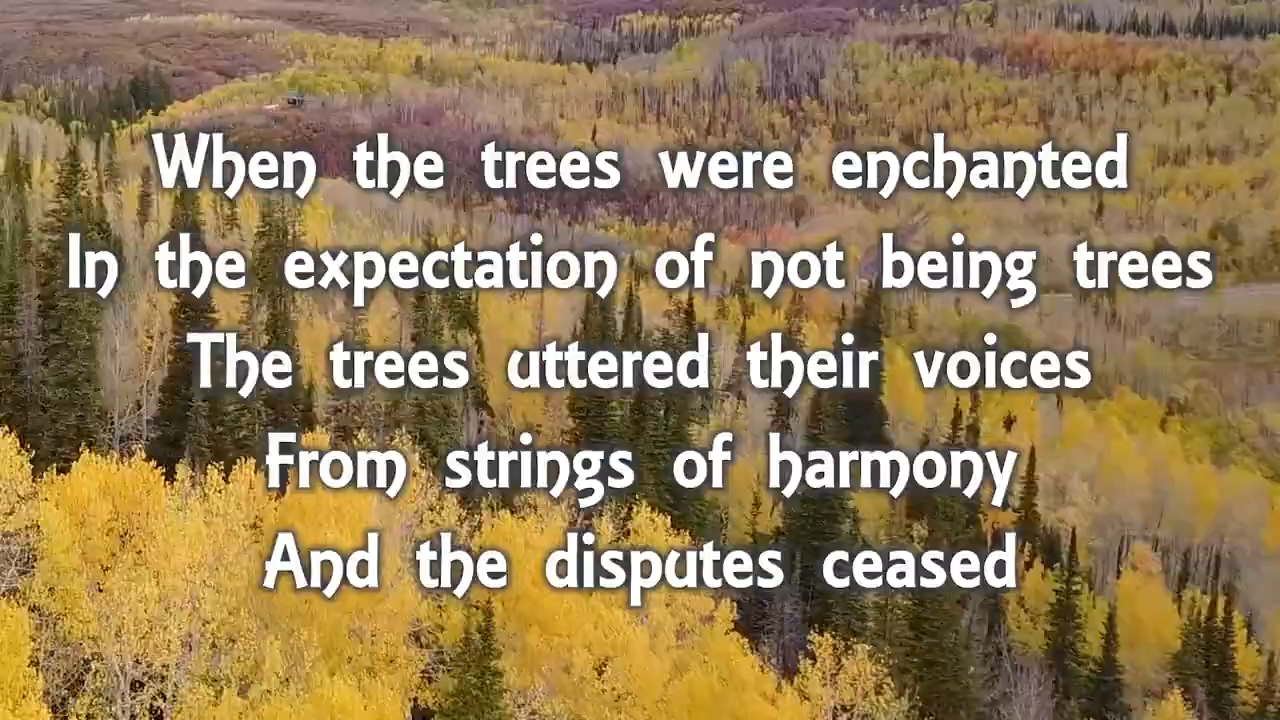 When the trees were enchanted
In the expectation of not being trees
The trees uttered their voices
From strings of harmony
And the disputes ceased